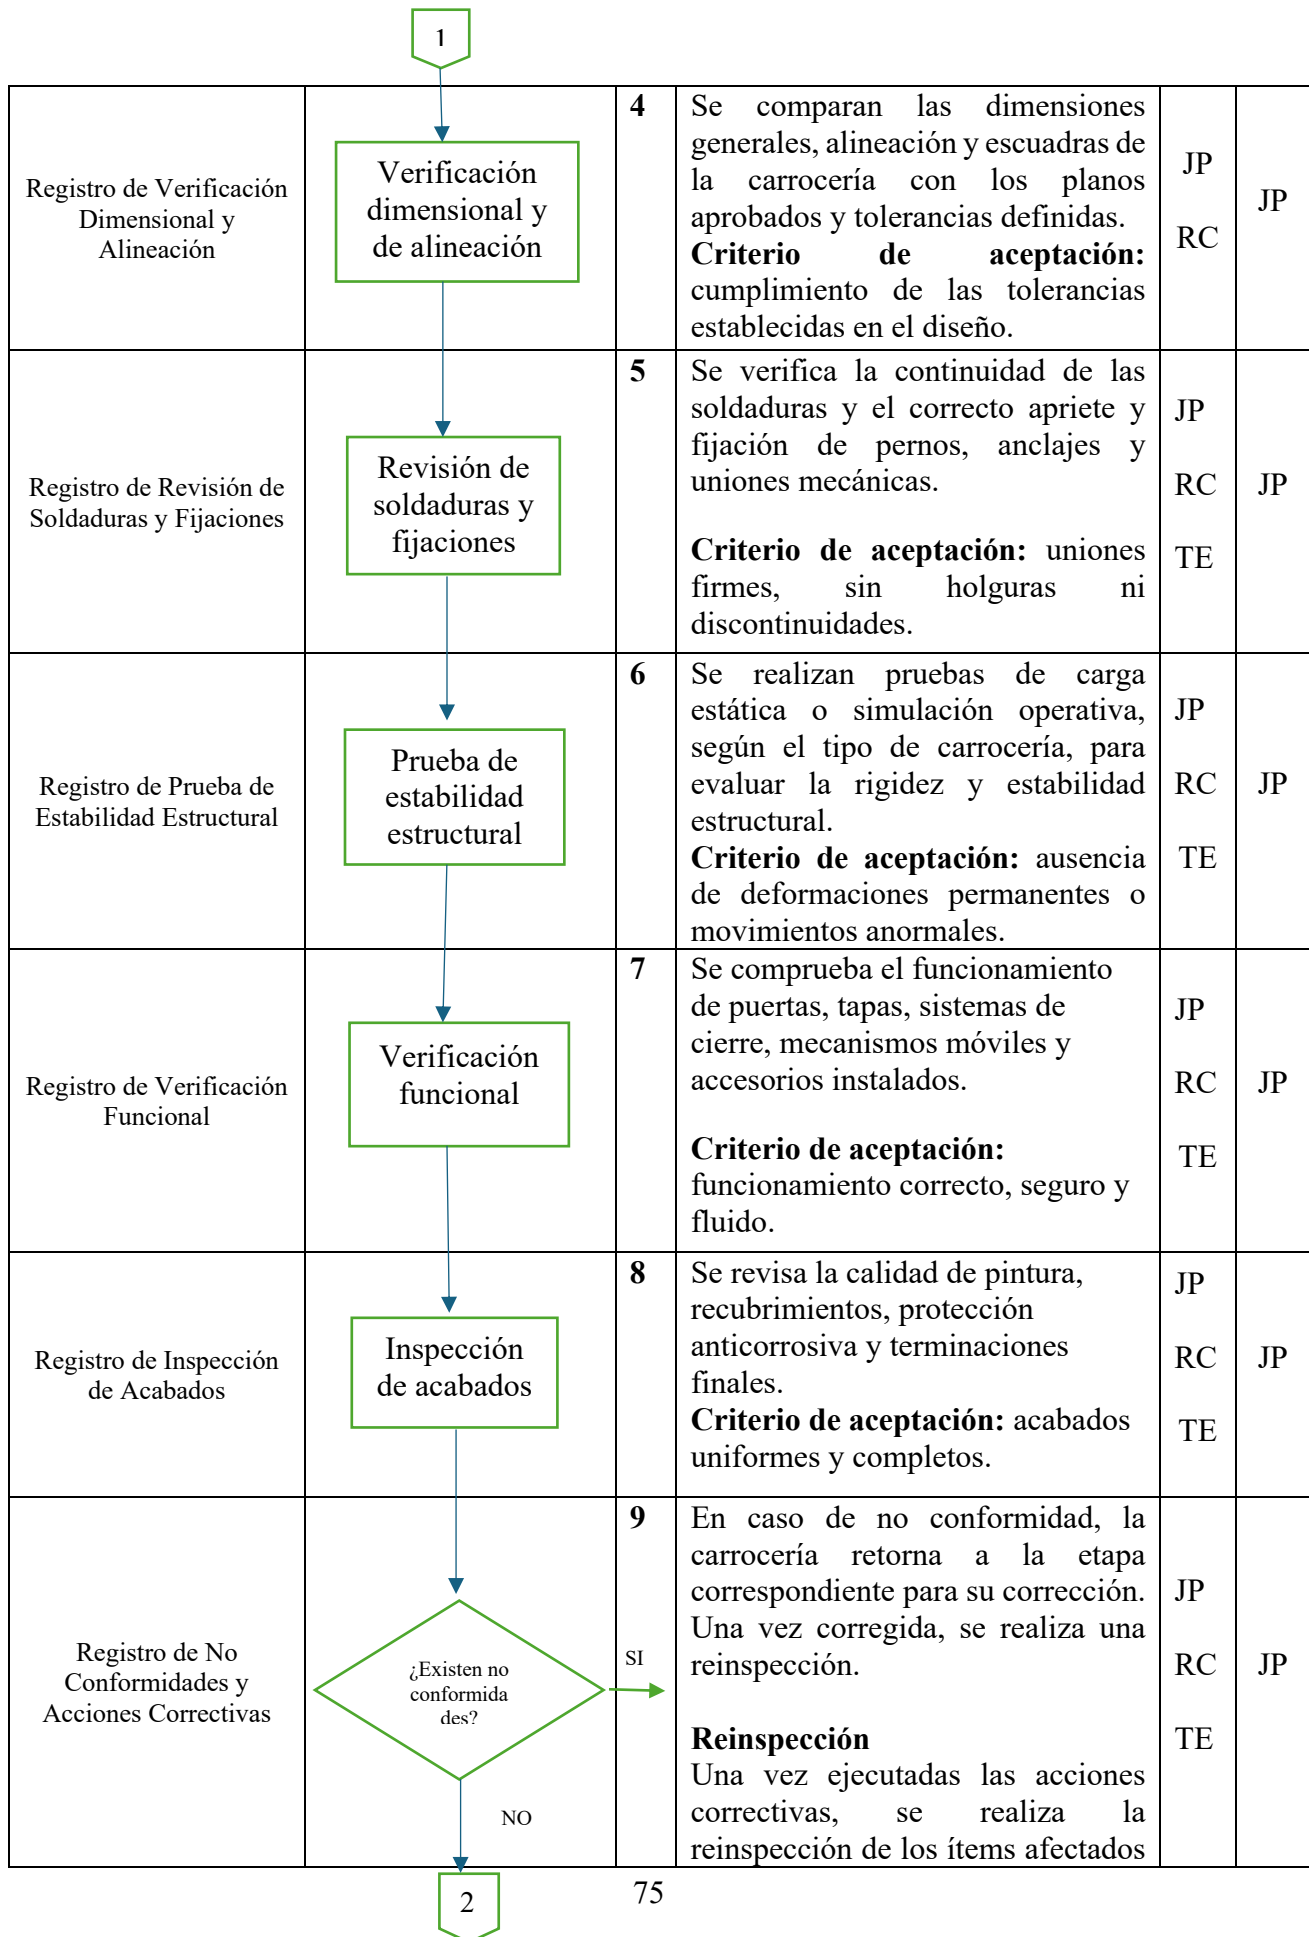 1
Registro de Verificación
Dimensional y
Alineación
Verificación
dimensional y
de alineación
4
Se comparan las dimensiones
generales, alineación y escuadras de
la carrocería con los planos
aprobados y tolerancias definidas.
Criterio de aceptación:
cumplimiento de las tolerancias
establecidas en el diseño.
JP
RC
JP
Registro de Revisión de
Soldaduras y Fijaciones
Revisión de
soldaduras y
fijaciones
5
Se verifica la continuidad de las
soldaduras y el correcto apriete y
fijación de pernos, anclajes y
uniones mecánicas.
Criterio de aceptación: uniones
firmes, sin holguras ni
discontinuidades.
JP
RC
TE
JP
Registro de Prueba de
Estabilidad Estructural
Prueba de
estabilidad
estructural
6
Se realizan pruebas de carga
estática o simulación operativa,
según el tipo de carrocería, para
evaluar la rigidez y estabilidad
estructural.
Criterio de aceptación: ausencia
de deformaciones permanentes o
movimientos anormales.
JP
RC
TE
JP
Registro de Verificación
Funcional
Verificación
funcional
7
Se comprueba el funcionamiento
de puertas, tapas, sistemas de
cierre, mecanismos móviles y
accesorios instalados.
Criterio de aceptación:
funcionamiento correcto, seguro y
fluido.
JP
RC
TE
JP
Registro de Inspección
de Acabados
Inspección
de acabados
8
Se revisa la calidad de pintura,
recubrimientos, protección
anticorrosiva y terminaciones
finales.
Criterio de aceptación: acabados
uniformes y completos.
JP
RC
TE
JP
Registro de No
Conformidades y
Acciones Correctivas
¿Existen no
conformida
des?
SI
NO
9
En caso de no conformidad, la
carrocería retorna a la etapa
correspondiente para su corrección.
Una vez corregida, se realiza una
reinspección.
Reinspección
Una vez ejecutadas las acciones
correctivas, se realiza la
reinspección de los ítems afectados
JP
RC
TE
JP
2
75